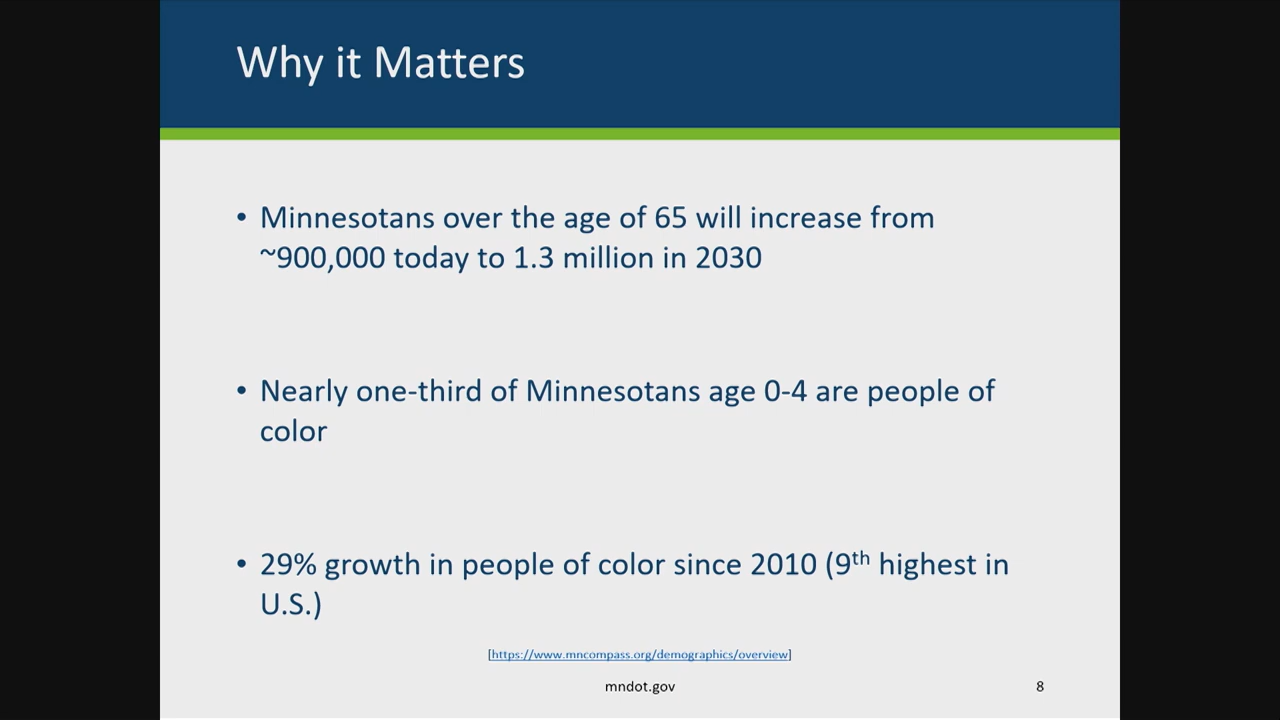 Why it Matters
• Minnesotans over the age of 65 will increase from
~900,000 today to 1.3 million in 2030
• Nearly one-third of Minnesotans age 0-4 are people of
color
• 29% growth in people of color since 2010 (9th highest in
U.S.)
[https://www.mncompass.org/demographics/overview]
mndot.gov
8